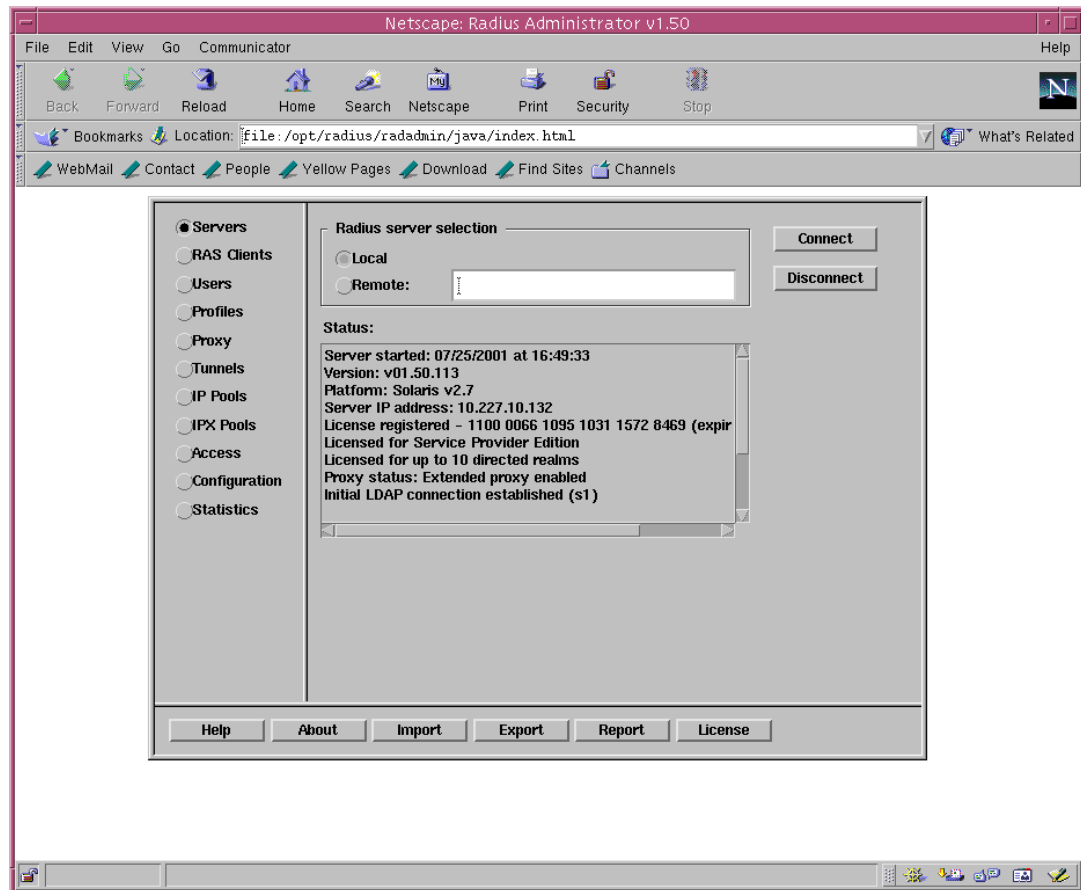 Netscape: Radius Administrator v1.50
File Edit View Go Communicator Help
Back Forward Reload Home Search Netscape Print Security Stop
My
N
Bookmarks Location: file:/opt/radius/radadmin/java/index.html What's Related
WebMail Contact People Yellow Pages Download Find Sites Channels
Servers
RAS Clients
Users
Profiles
Proxy
Tunnels
IP Pools
IPX Pools
Access
Configuration
Statistics
Radius server selection
Local
Remote:
Connect
Disconnect
Status:
Server started: 07/25/2001 at 16:49:33
Version: v01.50.113
Platform: Solaris v2.7
Server IP address: 10.227.10.132
License registered - 1100 0066 1095 1031 1572 8469 (expir
Licensed for Service Provider Edition
Licensed for up to 10 directed realms
Proxy status: Extended proxy enabled
Initial LDAP connection established (s1)
Help About Import Export Report License